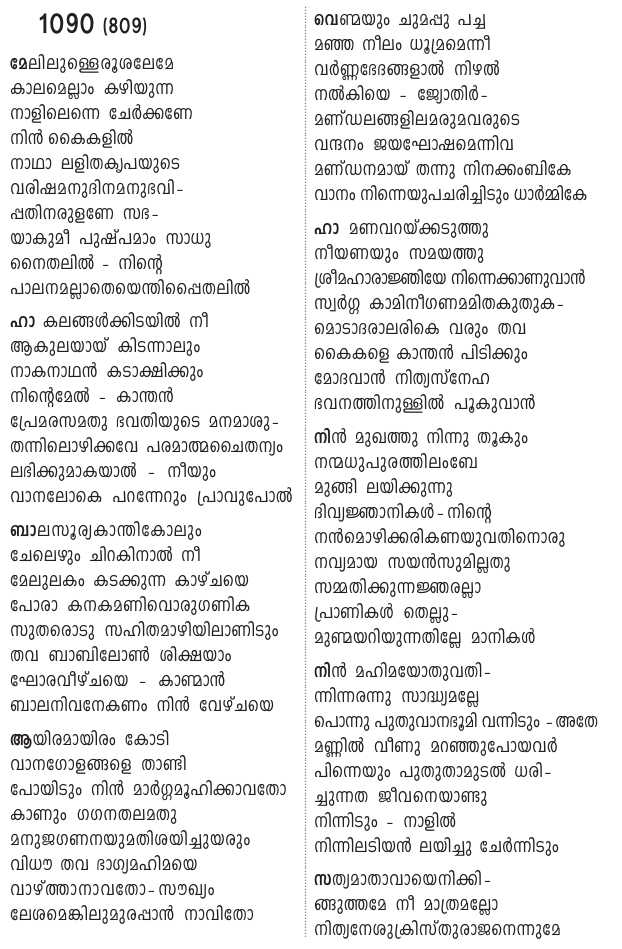 1090 (809)
മേലിലുള്ളെരൂശലേമേ
കാലമെല്ലാം കഴിയുന്ന
നാളിലെന്നെ ചേർക്കണേ
നിൻ കൈകളിൽ
നാഥാ ലളിതകൃപയുടെ
വരിഷമനുദിനമനുഭവി-
പ്പതിനരുളണേ സഭ-
യാകുമീ പുഷ്പമാം സാധു
നൈതലിൽ - നിന്റെ
പാലനമല്ലാതെയെന്തിപ്പൈതലിൽ
ഹാ കലങ്ങൾക്കിടയിൽ നീ
ആകുലയായ് കിടന്നാലും
നാകനാഥൻ കടാക്ഷിക്കും
നിന്റെമേൽ - കാന്തൻ
പ്രേമരസമതു ഭവതിയുടെ മനമാശു-
തന്നിലൊഴിക്കവേ പരമാത്മചൈതന്യം
ലഭിക്കുമാകയാൽ - നീയും
വാനലോകെ പറന്നേറും പ്രാവുപോൽ
ബാലസൂര്യകാന്തികോലും
ചേലെഴും ചിറകിനാൽ നീ
മേലുലകം കടക്കുന്ന കാഴ്ചയെ
പോരാ കനകമണിവൊരുഗണിക
സുതരൊടു സഹിതമാഴിയിലാണിടും
തവ ബാബിലോൺ ശിക്ഷയാം
ഘോരവീഴ്ചയെ - കാണ്മാൻ
ബാലനിവനേകണം നിൻ വേഴ്ചയെ
ആയിരമായിരം കോടി
വാനഗോളങ്ങളെ താണ്ടി
പോയിടും നിൻ മാർഗ്ഗമൂഹിക്കാവതോ
കാണും ഗഗനതലമതു
മനുജഗണനയുമതിശയിച്ചുയരും
വിധൗ തവ ഭാഗ്യമഹിമയെ
വാഴ്ത്താനാവതോ-സൗഖ്യം
ലേശമെങ്കിലുമുരപ്പാൻ നാവിതോ
വെണ്മയും ചുമപ്പു പച്ച
മഞ്ഞ നീലം ധൂമ്രമെന്നീ
വർണ്ണഭേദങ്ങളാൽ നിഴൽ
നൽകിയെ - ജ്യോതിർ-
മണ്ഡലങ്ങളിലമരുമവരുടെ
വന്ദനം ജയഘോഷമെന്നിവ
മണ്ഡനമായ് തന്നു നിനക്കംബികേ
വാനം നിന്നെയുപചരിച്ചിടും ധാർമ്മികേ
ഹാ മണവറയ്ക്കടുത്തു
നീയണയും സമയത്തു
ശ്രീമഹാരാജ്ഞിയേ നിന്നെക്കാണുവാൻ
സ്വർഗ്ഗ കാമിനീഗണമമിതകുതുക-
മൊടാദരാലരികെ വരും തവ
കൈകളെ കാന്തൻ പിടിക്കും
മോദവാൻ നിത്യസ്നേഹ
ഭവനത്തിനുള്ളിൽ പൂകുവാൻ
നിൻ മുഖത്തു നിന്നു തൂകും
നന്മധുപുരത്തിലംബേ
മുങ്ങി ലയിക്കുന്നു
ദിവ്യജ്ഞാനികൾ-നിന്റെ
നൻമൊഴിക്കരികണയുവതിനൊരു
നവ്യമായ സയൻസുമില്ലതു
സമ്മതിക്കുന്നജ്ഞരല്ലാ
പ്രാണികൾ തെല്ലു-
മുണ്മയറിയുന്നതില്ലേ മാനികൾ
നിൻ മഹിമയോതുവതി-
ന്നിന്നരന്നു സാദ്ധ്യമല്ലേ
പൊന്നു പുതുവാനഭൂമി വന്നിടും -അതേ
മണ്ണിൽ വീണു മറഞ്ഞുപോയവർ
പിന്നെയും പുതുതാമുടൽ ധരി-
ച്ചുന്നത ജീവനെയാണ്ടു
നിന്നിടും - നാളിൽ
നിന്നിലടിയൻ ലയിച്ചു ചേർന്നിടും
സത്യമാതാവായെനിക്കി-
ങ്ങുത്തമേ നീ മാത്രമല്ലോ
നിത്യനേശുക്രിസ്തുരാജനെന്നുമേ